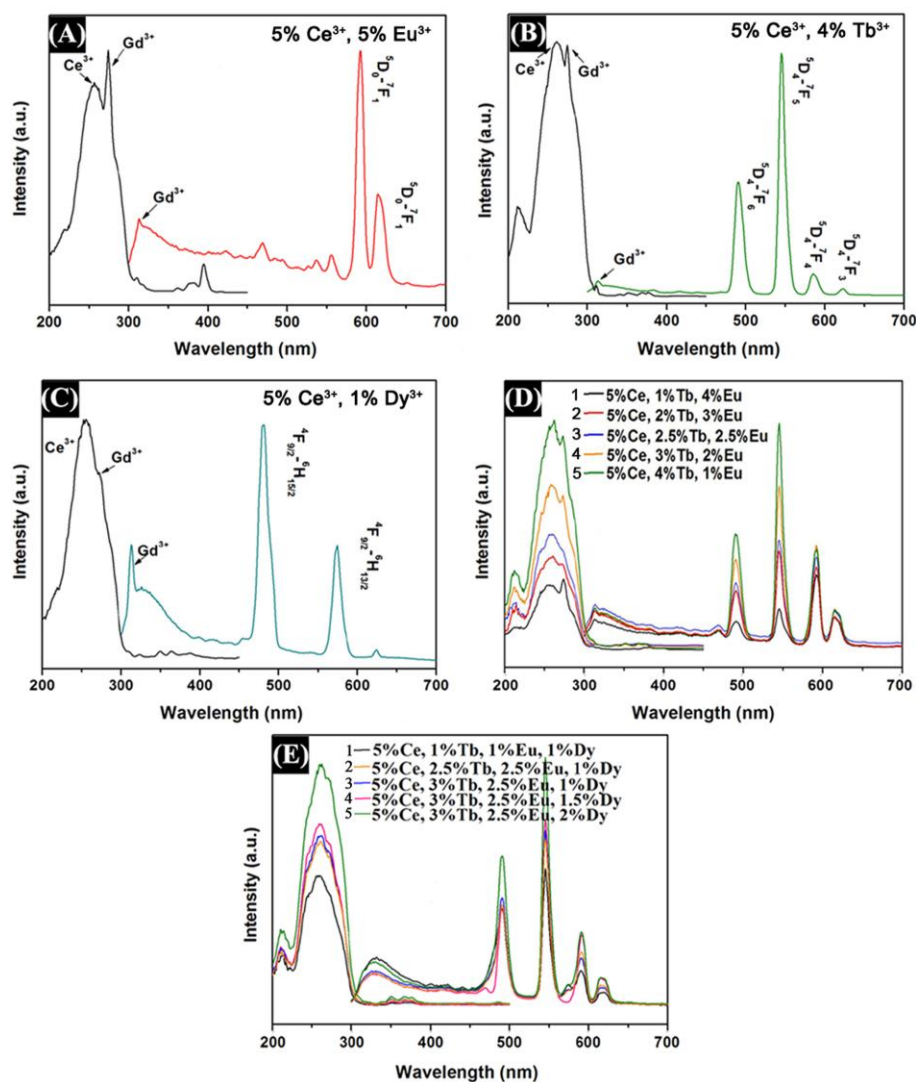 (A)
5% Ce³⁺, 5% Eu³⁺
Ce³⁺
Gd³⁺
Gd³⁺
⁵D₀-⁷F₁
⁵D₀-⁷F₁
Intensity (a.u.)
200 300 400 500 600 700
Wavelength (nm)
(B)
5% Ce³⁺, 4% Tb³⁺
Ce³⁺
Gd³⁺
Gd³⁺
⁵D₄-⁷F₆
⁵D₄-⁷F₅
⁵D₄-⁷F₄
⁵D₄-⁷F₃
Intensity (a.u.)
200 300 400 500 600 700
Wavelength (nm)
(C)
5% Ce³⁺, 1% Dy³⁺
Ce³⁺
Gd³⁺
Gd³⁺
⁴F₉/₂-⁶H₁₅/₂
⁴F₉/₂-⁶H₁₃/₂
Intensity (a.u.)
200 300 400 500 600 700
Wavelength (nm)
(D)
1 5%Ce, 1%Tb, 4%Eu
2 5%Ce, 2%Tb, 3%Eu
3 5%Ce, 2.5%Tb, 2.5%Eu
4 5%Ce, 3%Tb, 2%Eu
5 5%Ce, 4%Tb, 1%Eu
Intensity (a.u.)
200 300 400 500 600 700
Wavelength (nm)
(E)
1 5%Ce, 1%Tb, 1%Eu, 1%Dy
2 5%Ce, 2.5%Tb, 2.5%Eu, 1%Dy
3 5%Ce, 3%Tb, 2.5%Eu, 1%Dy
4 5%Ce, 3%Tb, 2.5%Eu, 1.5%Dy
5 5%Ce, 3%Tb, 2.5%Eu, 2%Dy
Intensity (a.u.)
200 300 400 500 600 700
Wavelength (nm)